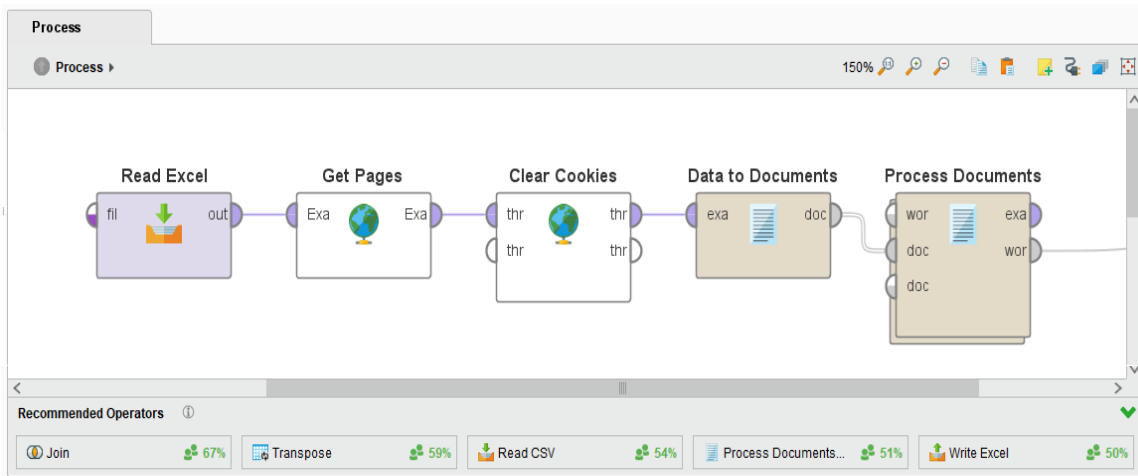 Process
Process
150%
Read Excel
Get Pages
Clear Cookies
Data to Documents
Process Documents
fil
out
Exa
Exa
thr
thr
thr
thr
exa
doc
wor
exa
doc
wor
doc
Recommended Operators
Join
67%
Transpose
59%
Read CSV
54%
Process Documents...
51%
Write Excel
50%